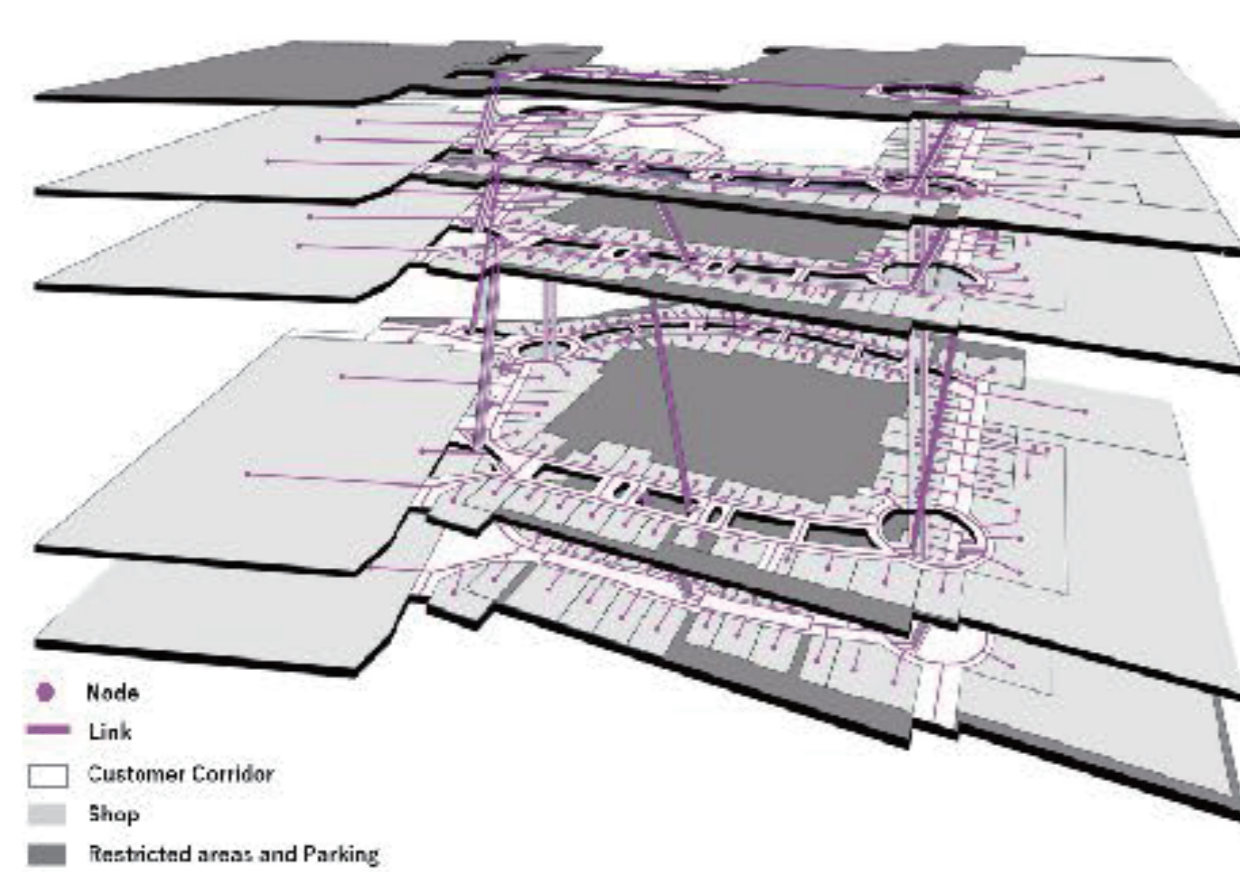 Node
Link
Customer Corridor
Shop
Restricted areas and Parking